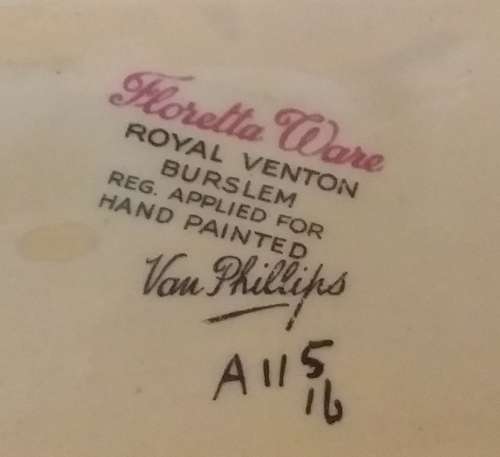 Floretta Ware
ROYAL VENTON
BURSLEM
REG. APPLIED FOR
HAND PAINTED
Van Phillips
A115
16